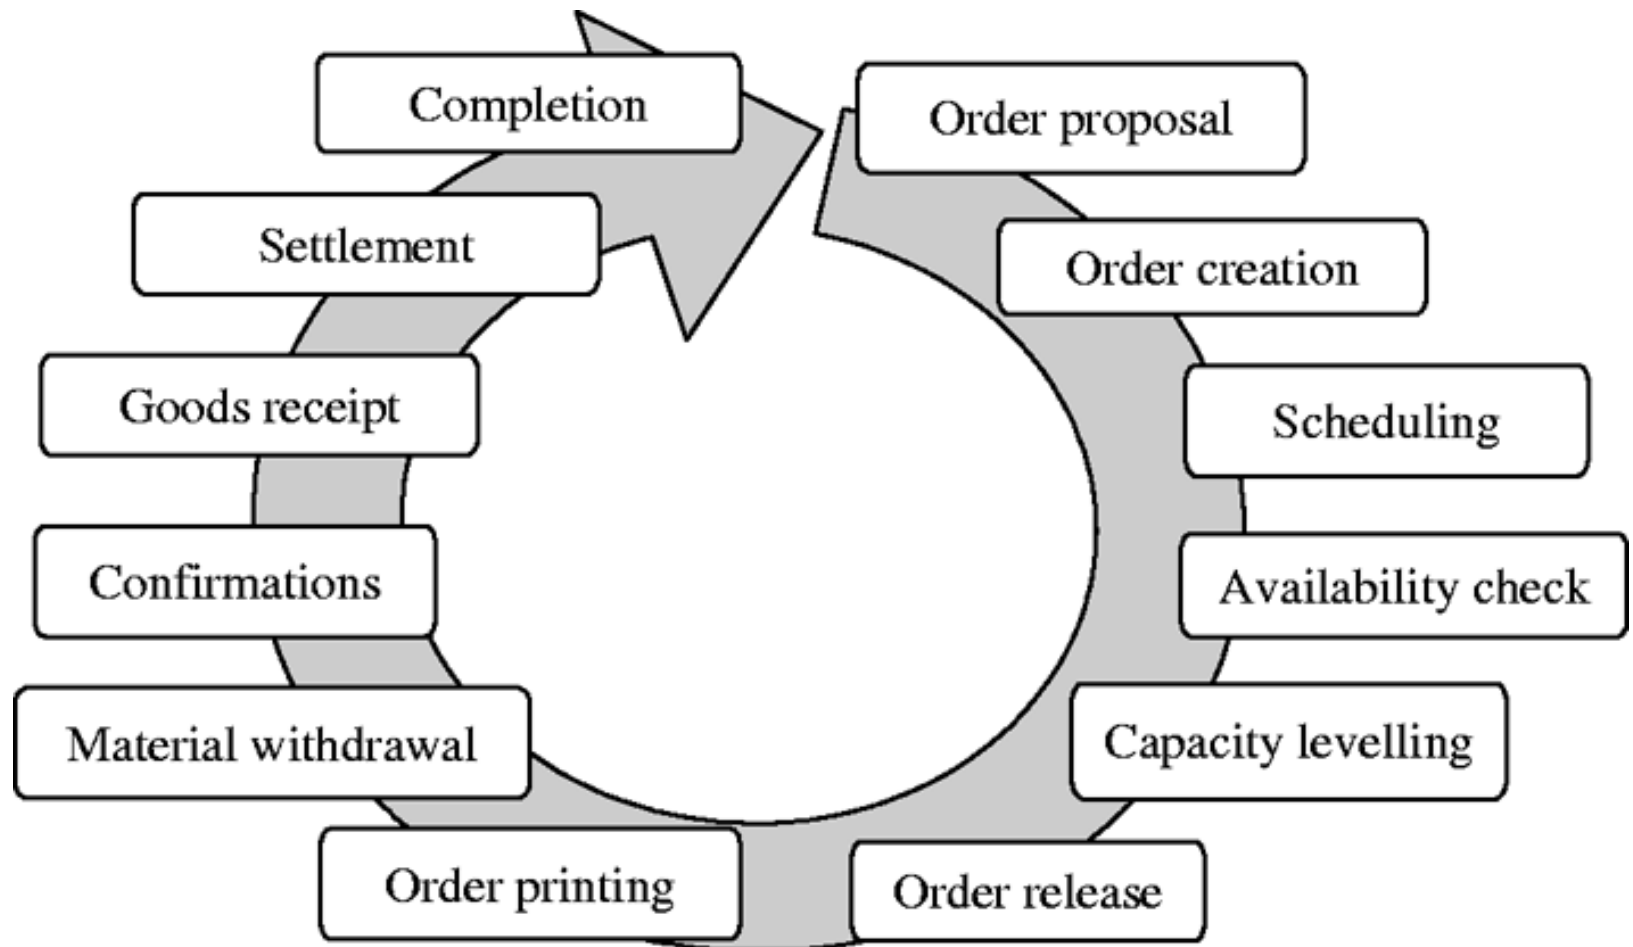 Order proposal
Order creation
Scheduling
Availability check
Capacity levelling
Order release
Order printing
Material withdrawal
Confirmations
Goods receipt
Settlement
Completion